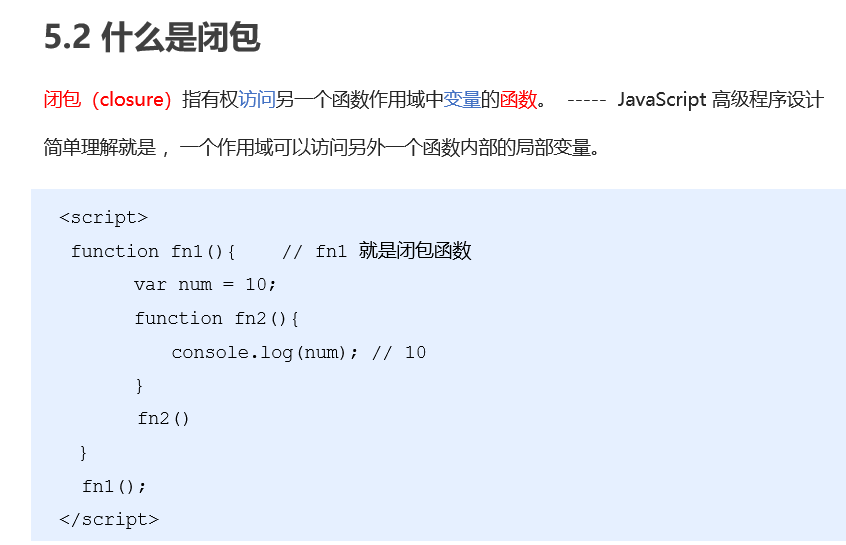 5.2 什么是闭包
闭包（closure）指有权访问另一个函数作用域中变量的函数。 ----- JavaScript 高级程序设计
简单理解就是 ，一个作用域可以访问另外一个函数内部的局部变量。
<script>
function fn1(){ // fn1 就是闭包函数
var num = 10;
function fn2(){
console.log(num); // 10
}
fn2()
}
fn1();
</script>